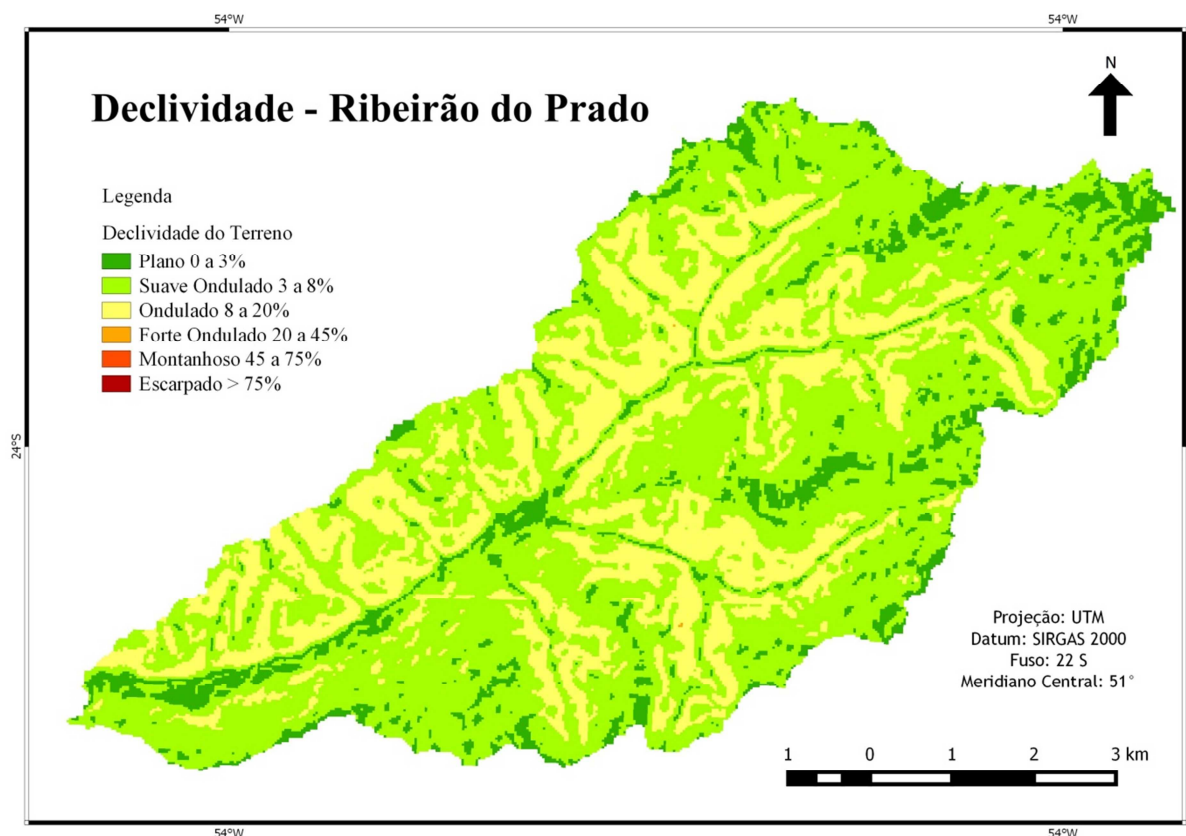 54°W
54°W
Declividade - Ribeirão do Prado
N
Legenda
Declividade do Terreno
Plano 0 a 3%
Suave Ondulado 3 a 8%
Ondulado 8 a 20%
Forte Ondulado 20 a 45%
Montanhoso 45 a 75%
Escarpado > 75%
24°S
Projeção: UTM
Datum: SIRGAS 2000
Fuso: 22 S
Meridiano Central: 51°
1 0 1 2 3 km
54°W
54°W